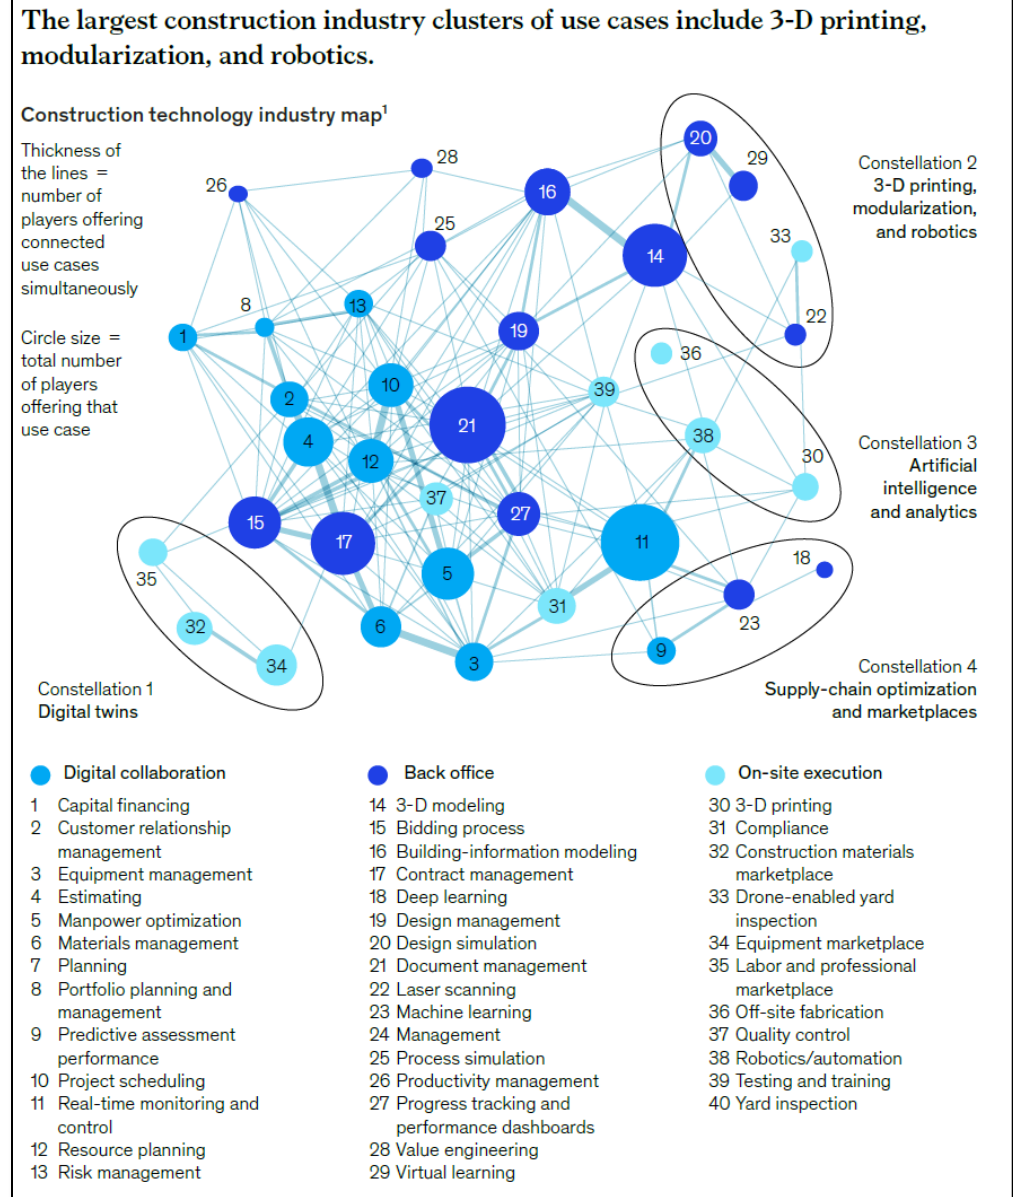 The largest construction industry clusters of use cases include 3-D printing,
modularization, and robotics.
Construction technology industry map1
Thickness of
the lines =
number of
players offering
connected
use cases
simultaneously
Circle size =
total number
of players
offering that
use case
26
28
16
20
29
25
14
33
8
13
1
19
22
36
10
39
2
21
4
38
12
30
37
15
27
17
11
5
18
35
31
23
32
6
9
34
3
Constellation 2
3-D printing,
modularization,
and robotics
Constellation 3
Artificial
intelligence
and analytics
Constellation 4
Supply-chain optimization
and marketplaces
Constellation 1
Digital twins
Digital collaboration
1 Capital financing
2 Customer relationship
management
3 Equipment management
4 Estimating
5 Manpower optimization
6 Materials management
7 Planning
8 Portfolio planning and
management
9 Predictive assessment
performance
10 Project scheduling
11 Real-time monitoring and
control
12 Resource planning
13 Risk management
Back office
14 3-D modeling
15 Bidding process
16 Building-information modeling
17 Contract management
18 Deep learning
19 Design management
20 Design simulation
21 Document management
22 Laser scanning
23 Machine learning
24 Management
25 Process simulation
26 Productivity management
27 Progress tracking and
performance dashboards
28 Value engineering
29 Virtual learning
On-site execution
30 3-D printing
31 Compliance
32 Construction materials
marketplace
33 Drone-enabled yard
inspection
34 Equipment marketplace
35 Labor and professional
marketplace
36 Off-site fabrication
37 Quality control
38 Robotics/automation
39 Testing and training
40 Yard inspection